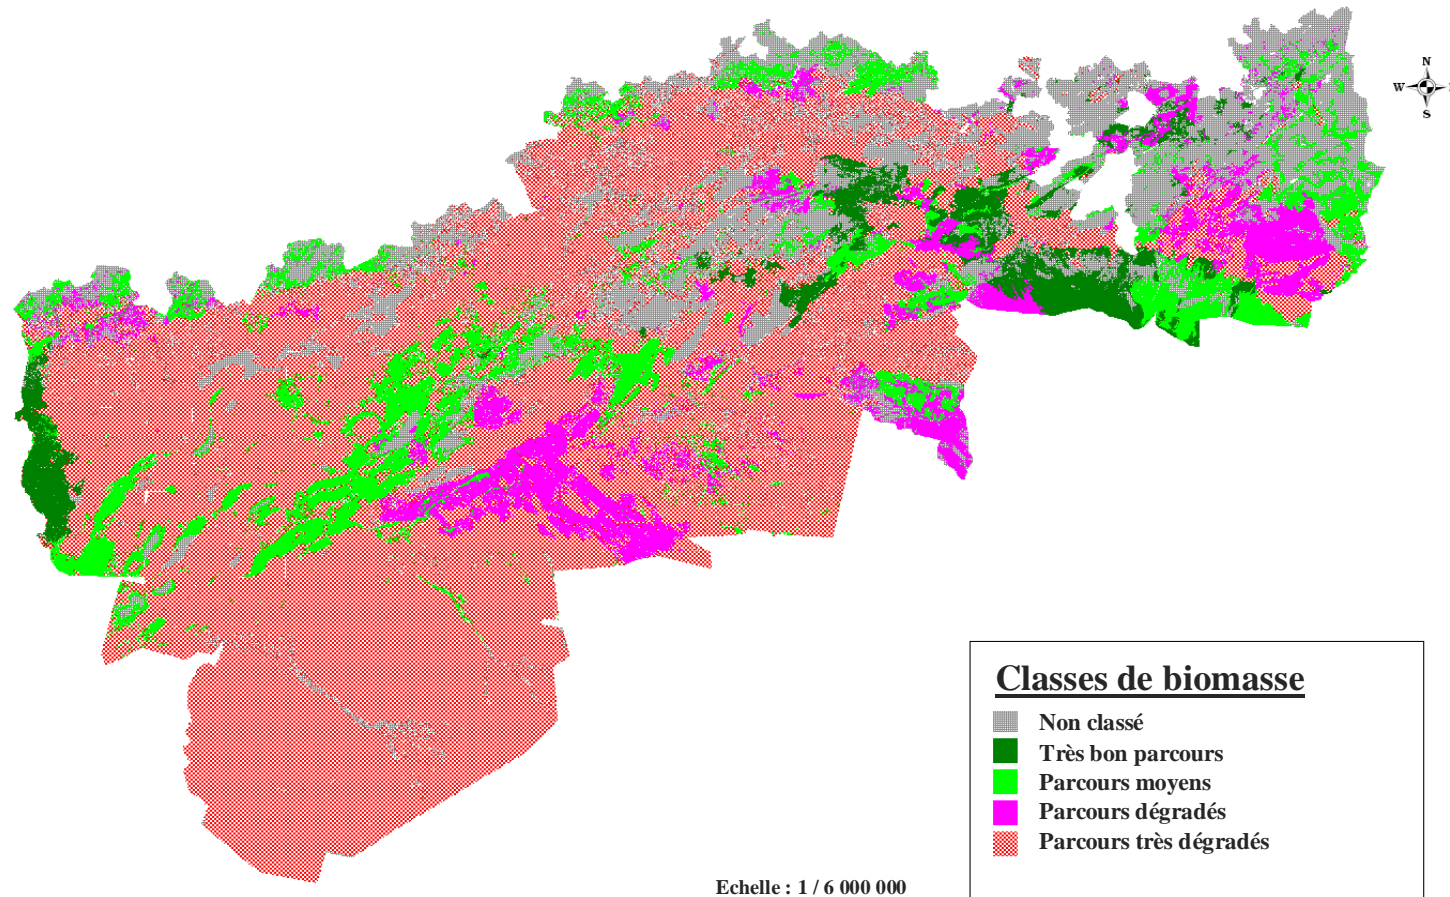 N
W
S
Classes de biomasse
Non classé
Très bon parcours
Parcours moyens
Parcours dégradés
Parcours très dégradés
Echelle : 1 / 6 000 000